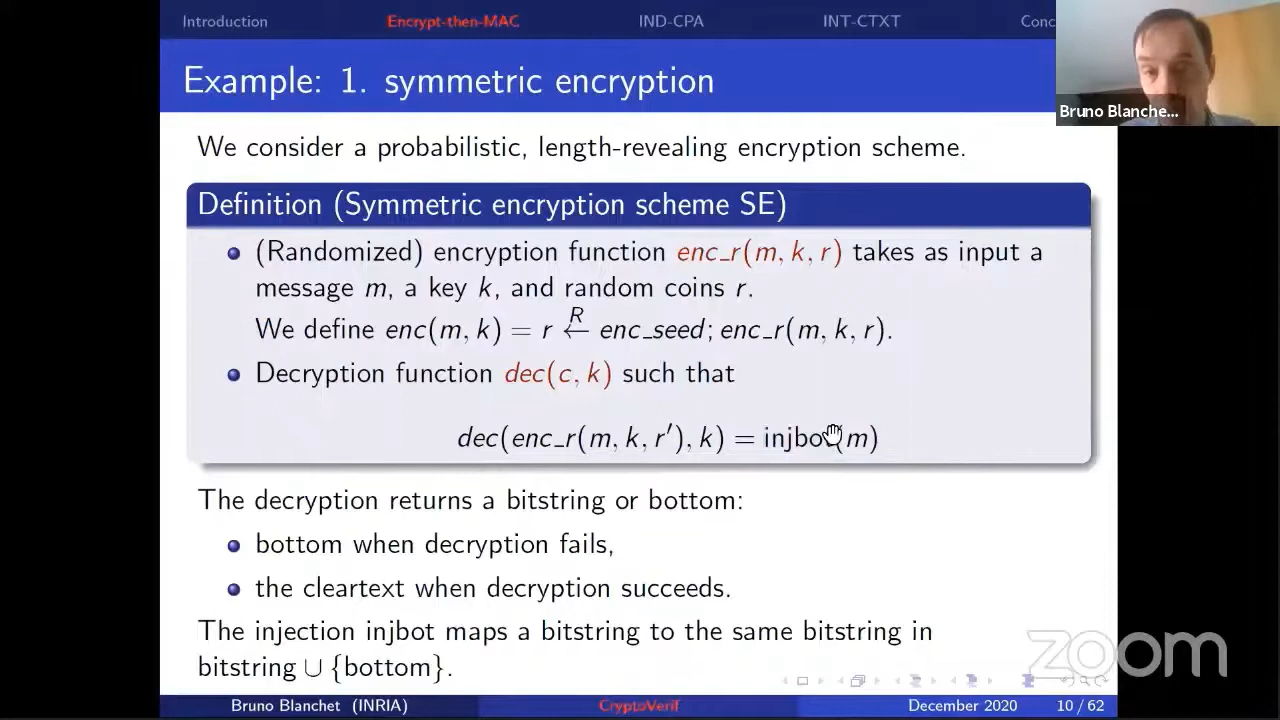 Introduction Encrypt-then-MAC IND-CPA INT-CTXT Conc
Example: 1. symmetric encryption
Bruno Blanche...
We consider a probabilistic, length-revealing encryption scheme.
Definition (Symmetric encryption scheme SE)
(Randomized) encryption function enc_r(m, k, r) takes as input a
message m, a key k, and random coins r.
We define enc(m, k) = r ←R enc_seed; enc_r(m, k, r).
Decryption function dec(c, k) such that
dec(enc_r(m, k, r′), k) = injbot(m)
The decryption returns a bitstring or bottom:
bottom when decryption fails,
the cleartext when decryption succeeds.
The injection injbot maps a bitstring to the same bitstring in
bitstring ∪ {bottom}.
zoom
Bruno Blanchet (INRIA) CryptoVerif December 2020 10 / 62